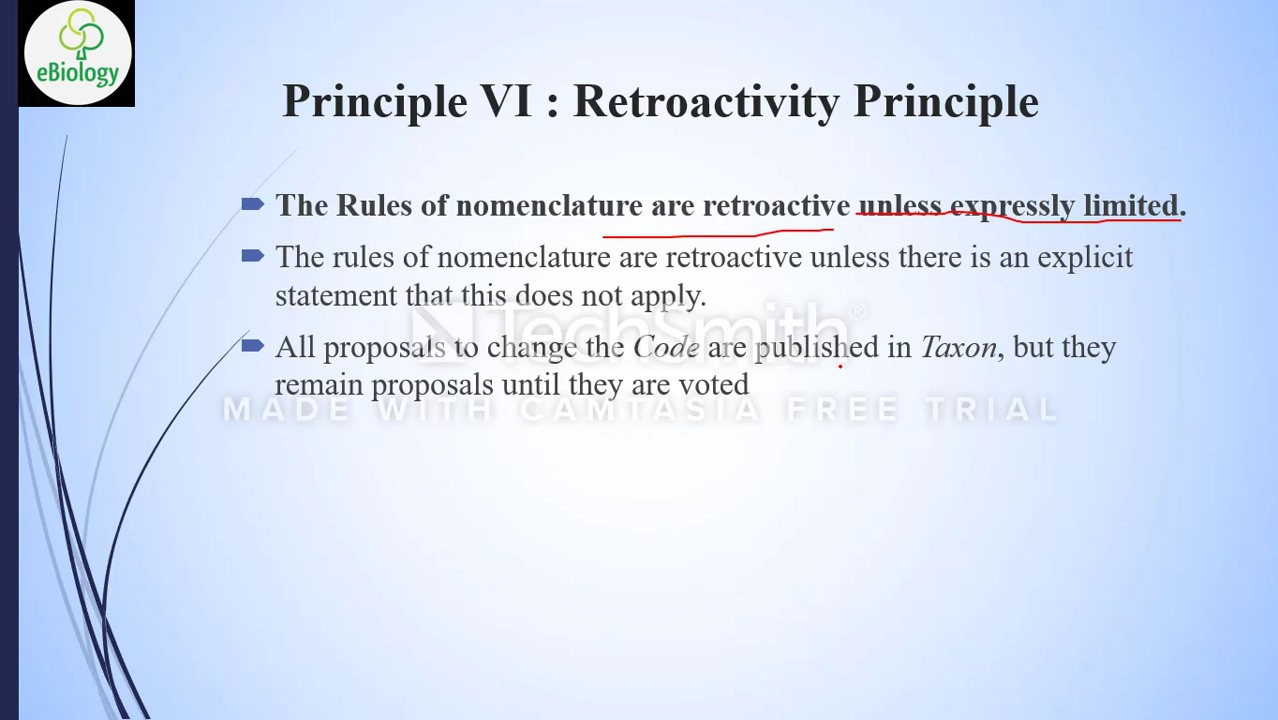 eBiology
Principle VI : Retroactivity Principle
The Rules of nomenclature are retroactive unless expressly limited.
The rules of nomenclature are retroactive unless there is an explicit
statement that this does not apply.
TechSmith®
All proposals to change the Code are published in Taxon, but they
remain proposals until they are voted
MADE WITH CAMTASIA FREE TRIAL